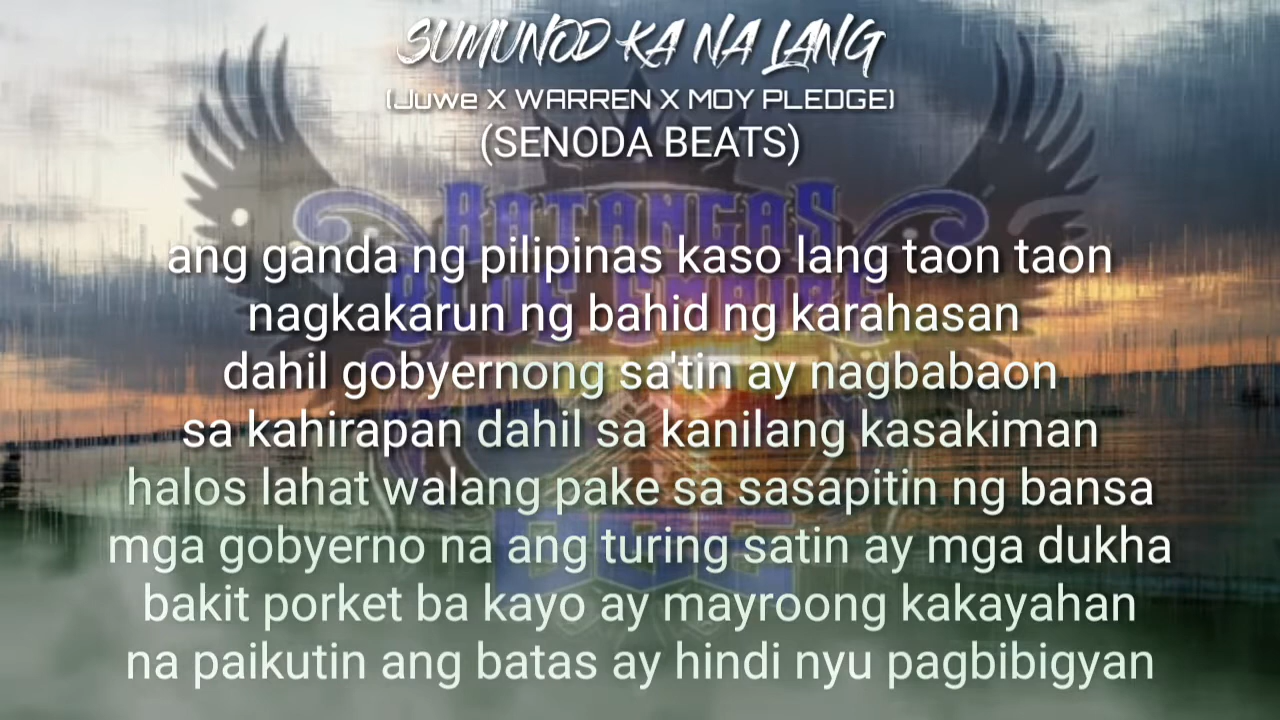 SUMUNOD KA NA LANG
(Juwe X WARREN X MOY PLEDGE)
(SENODA BEATS)
BATANGAS
ang ganda ng pilipinas kaso lang taon taon
nagkakarun ng bahid ng karahasan
dahil gobyernong sa'tin ay nagbabaon
sa kahirapan dahil sa kanilang kasakiman
halos lahat walang pake sa sasapitin ng bansa
mga gobyerno na ang turing satin ay mga dukha
bakit porket ba kayo ay mayroong kakayahan
na paikutin ang batas ay hindi nyu pagbibigyan